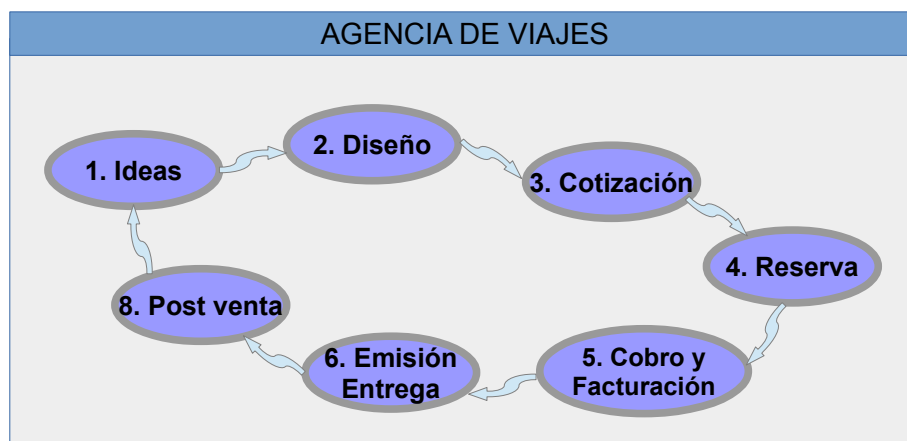 AGENCIA DE VIAJES
1. Ideas
2. Diseño
3. Cotización
4. Reserva
5. Cobro y
Facturación
6. Emisión
Entrega
8. Post venta